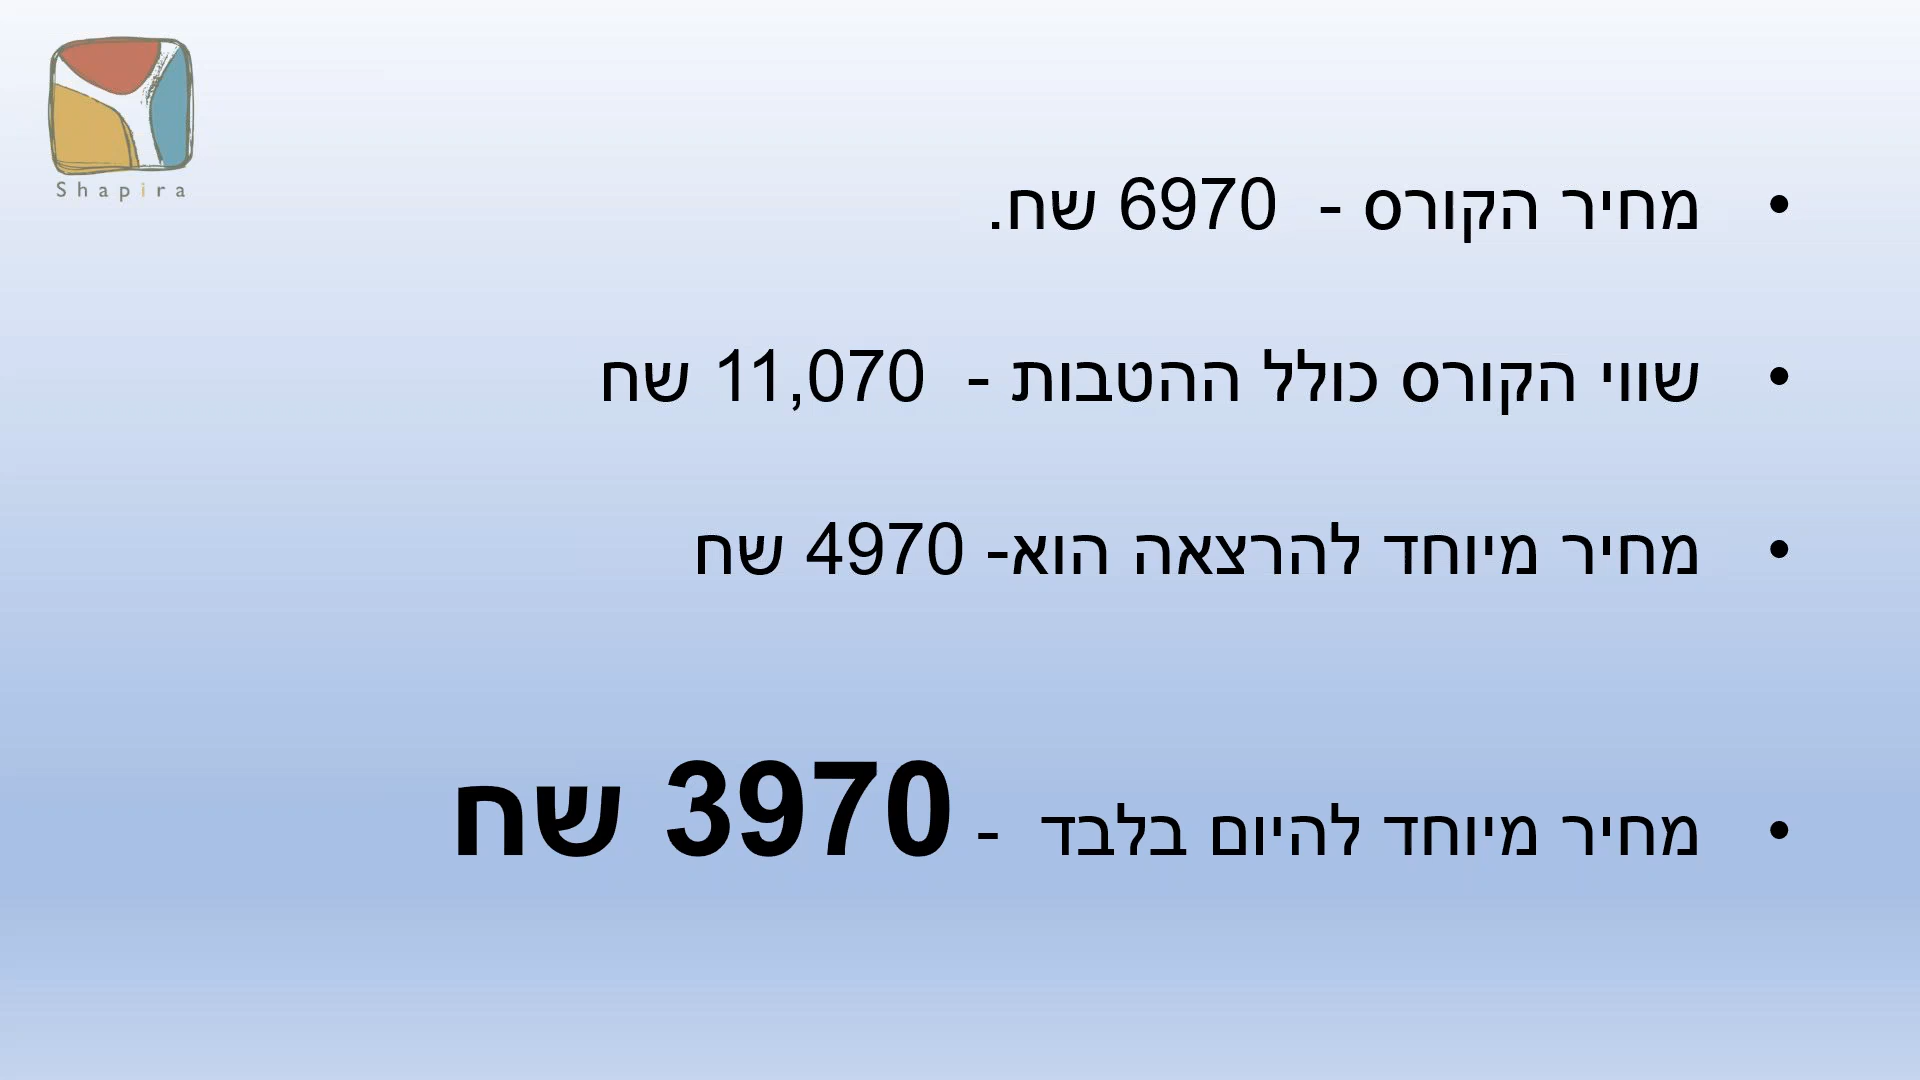 Shapira
• מחיר הקורס - 6970 שח.
• שווי הקורס כולל ההטבות - 11,070 שח
• מחיר מיוחד להרצאה הוא- 4970 שח
• מחיר מיוחד להיום בלבד - 3970 שח